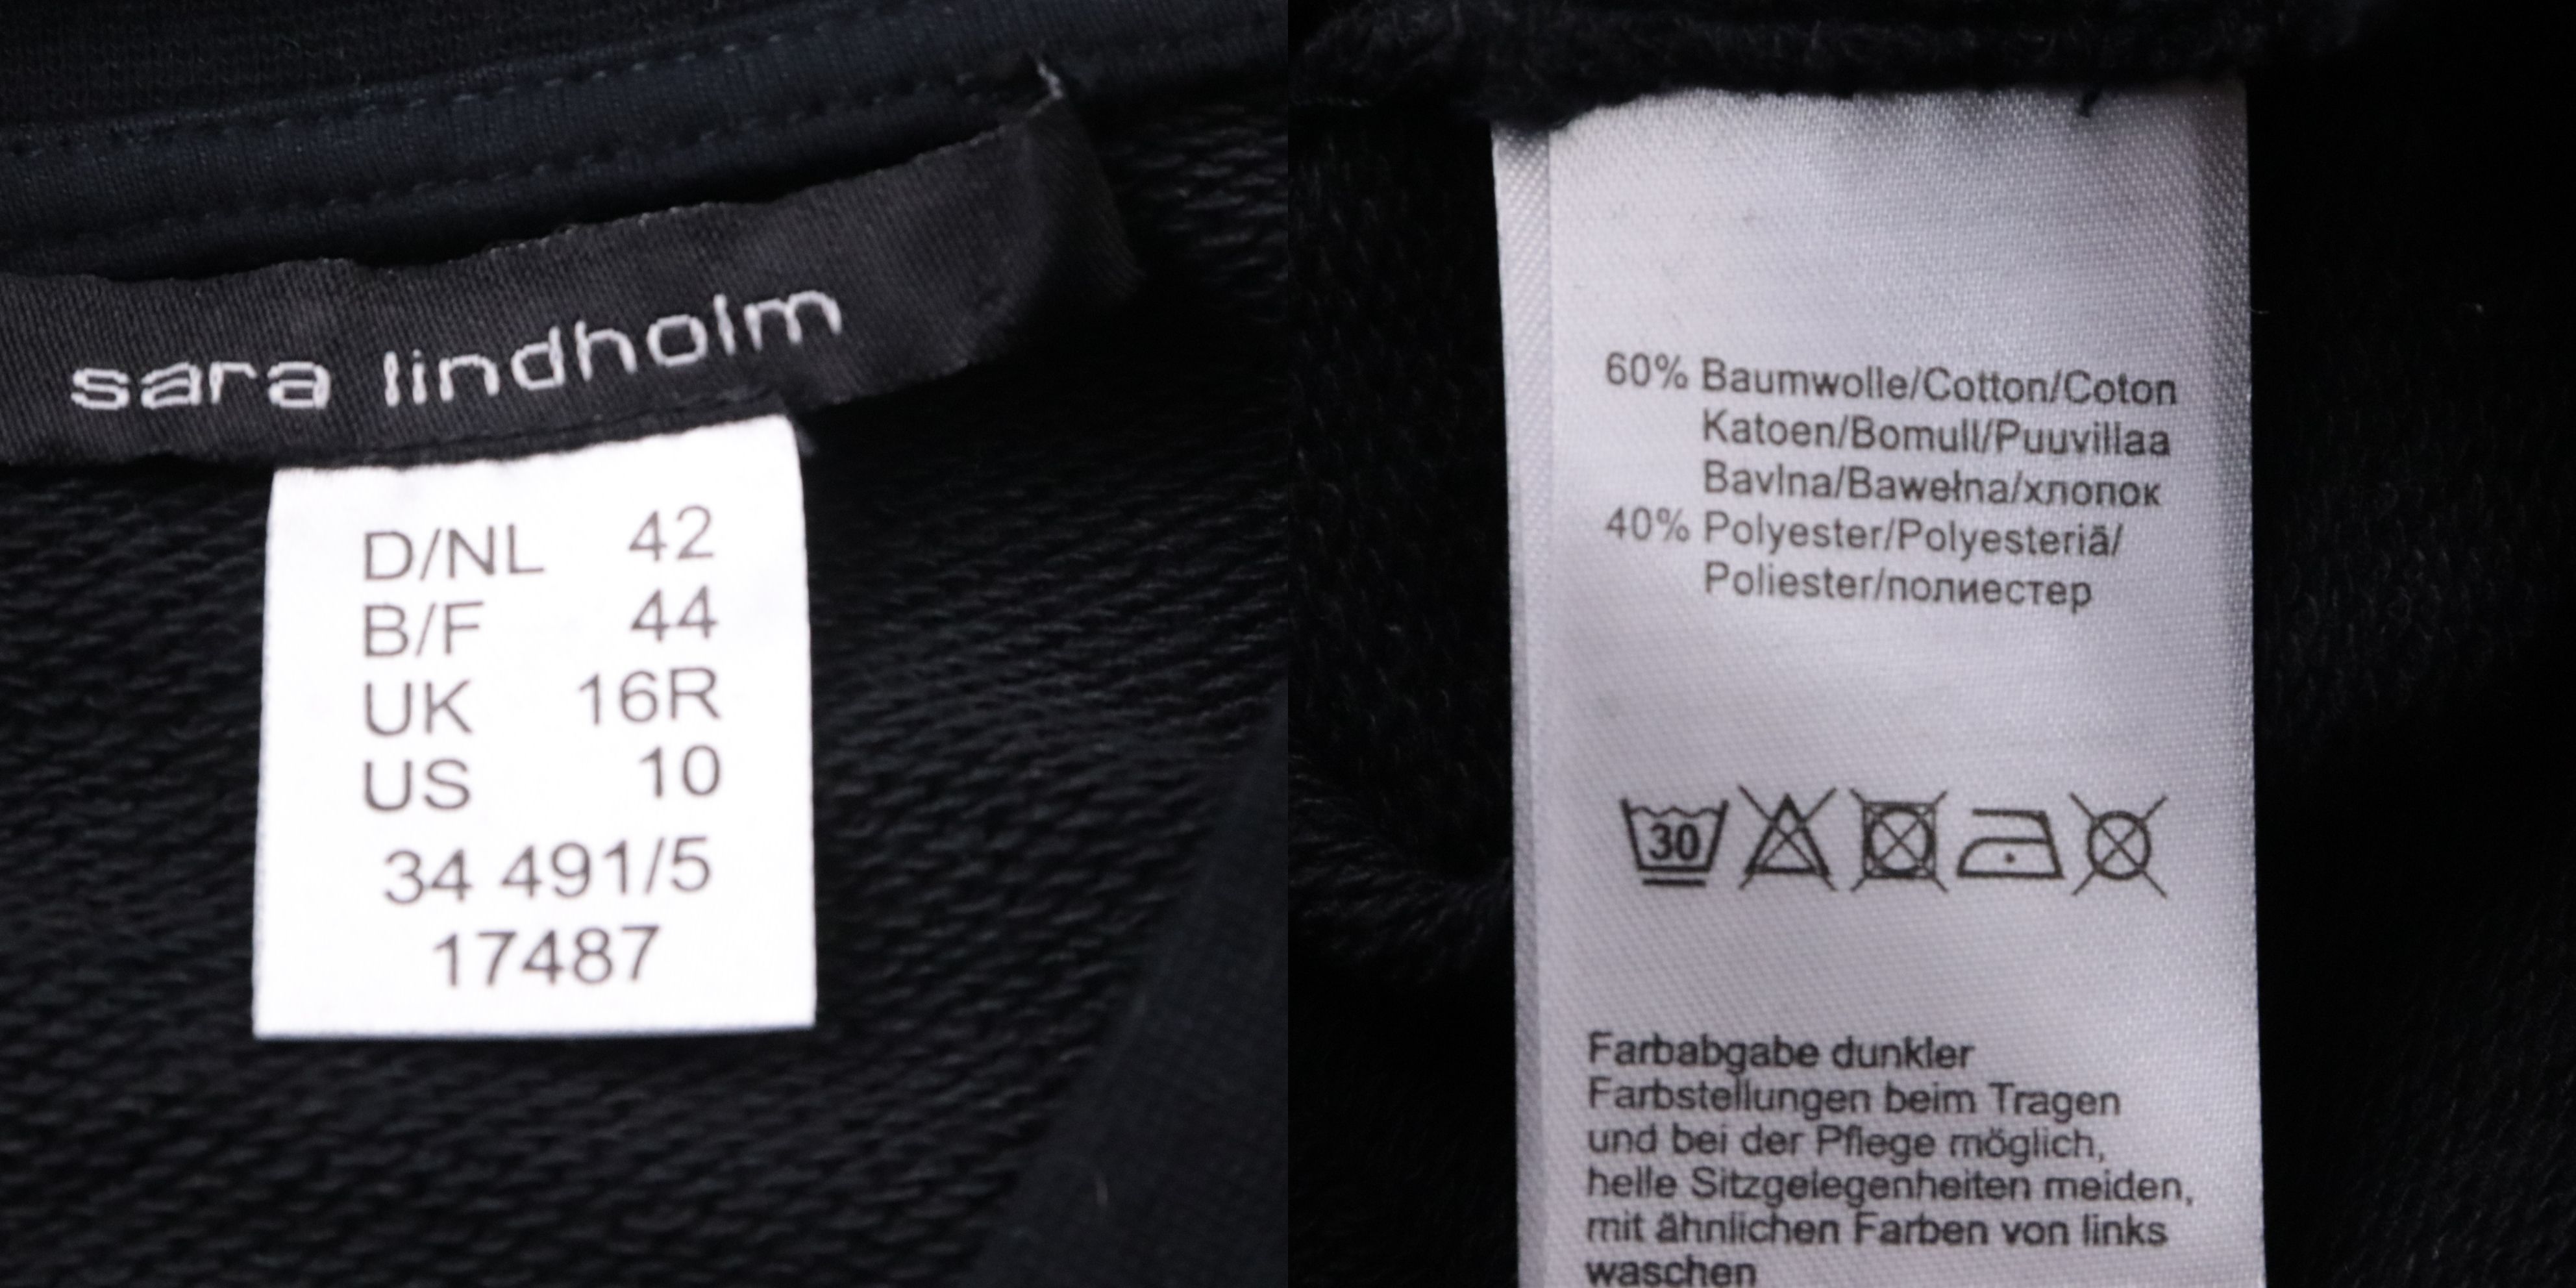 sara lindholm
D/NL 42
B/F 44
UK 16R
US 10
34 491/5
17487
60% Baumwolle/Cotton/Coton
Katoen/Bomull/Puuvillaa
Bavlna/Bawełna/хлопок
40% Polyester/Polyesteriä/
Poliester/полиестер
30
Farbabgabe dunkler
Farbstellungen beim Tragen
und bei der Pflege möglich,
helle Sitzgelegenheiten meiden,
mit ähnlichen Farben von links
waschen